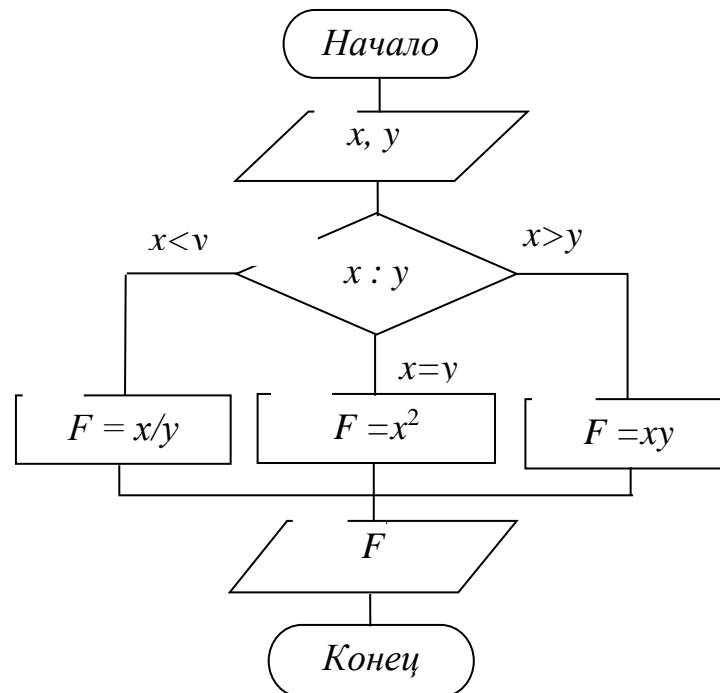 Начало
x, y
x<y
x>y
x : y
x=y
F = x/y
F =x²
F =xy
F
Конец